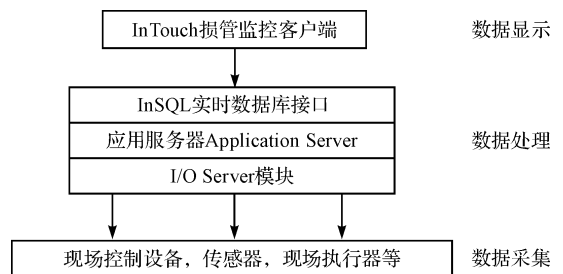 InTouch损管监控客户端
数据显示
InSQL实时数据库接口
应用服务器Application Server
数据处理
I/O Server模块
现场控制设备，传感器，现场执行器等
数据采集